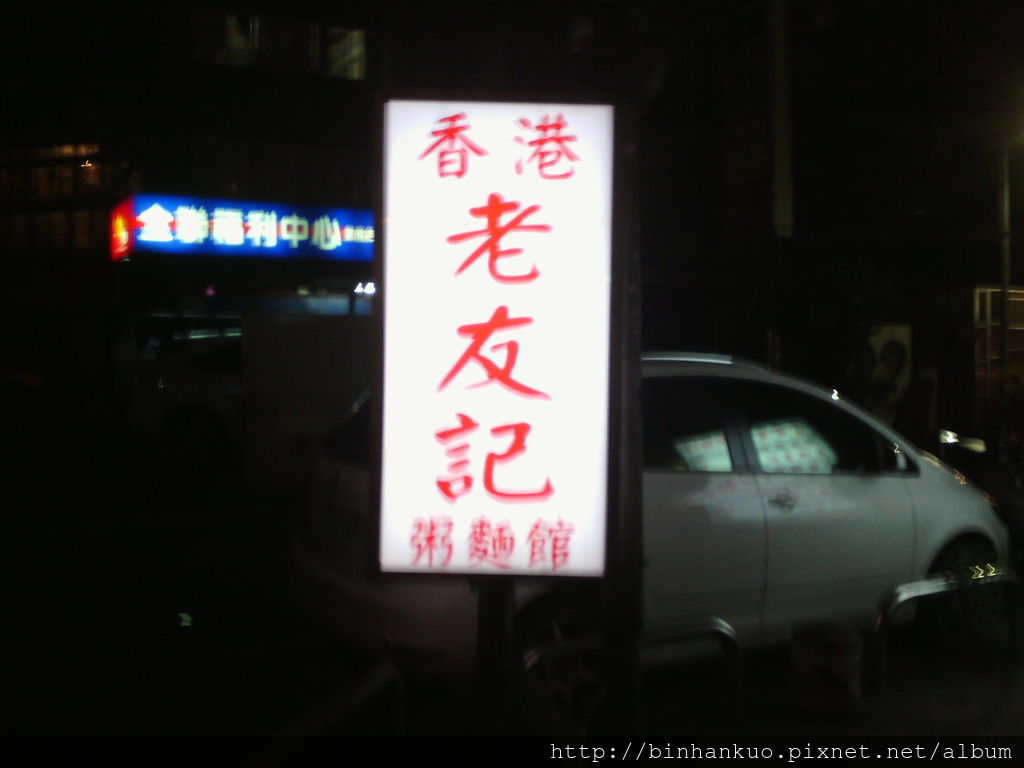 香港
老
友
記
粥麵館
全聯福利中心
http://binhankuo.pixnet.net/album